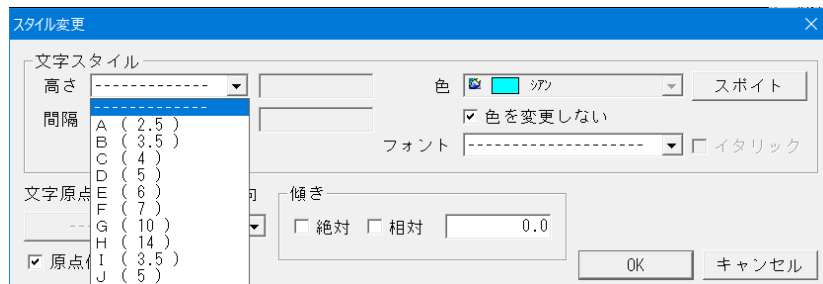 スタイル変更
文字スタイル
高さ -------------
色 シアン スポイト
間隔
色を変更しない
フォント ------------------- イタリック
-------------
A ( 2.5 )
B ( 3.5 )
C ( 4 )
D ( 5 )
E ( 6 )
F ( 7 )
G ( 10 )
H ( 14 )
I ( 3.5 )
J ( 5 )
文字原点
傾き
絶対 相対 0.0
原点
OK キャンセル